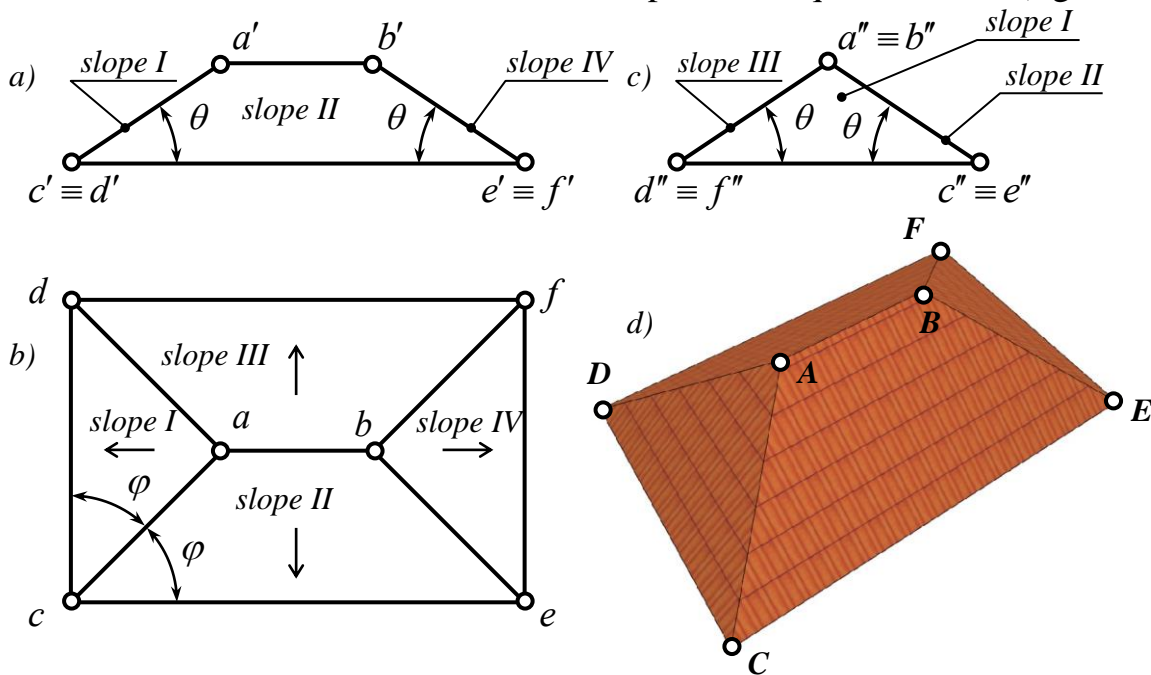 a)
slope I
a′
b′
slope IV
slope II
θ
θ
c′ ≡ d′
e′ ≡ f′
c)
slope III
a″ ≡ b″
slope I
slope II
θ
θ
d″ ≡ f″
c″ ≡ e″
b)
d
f
slope III
slope I
a
b
slope IV
φ
slope II
φ
c
e
d)
F
B
A
D
E
C